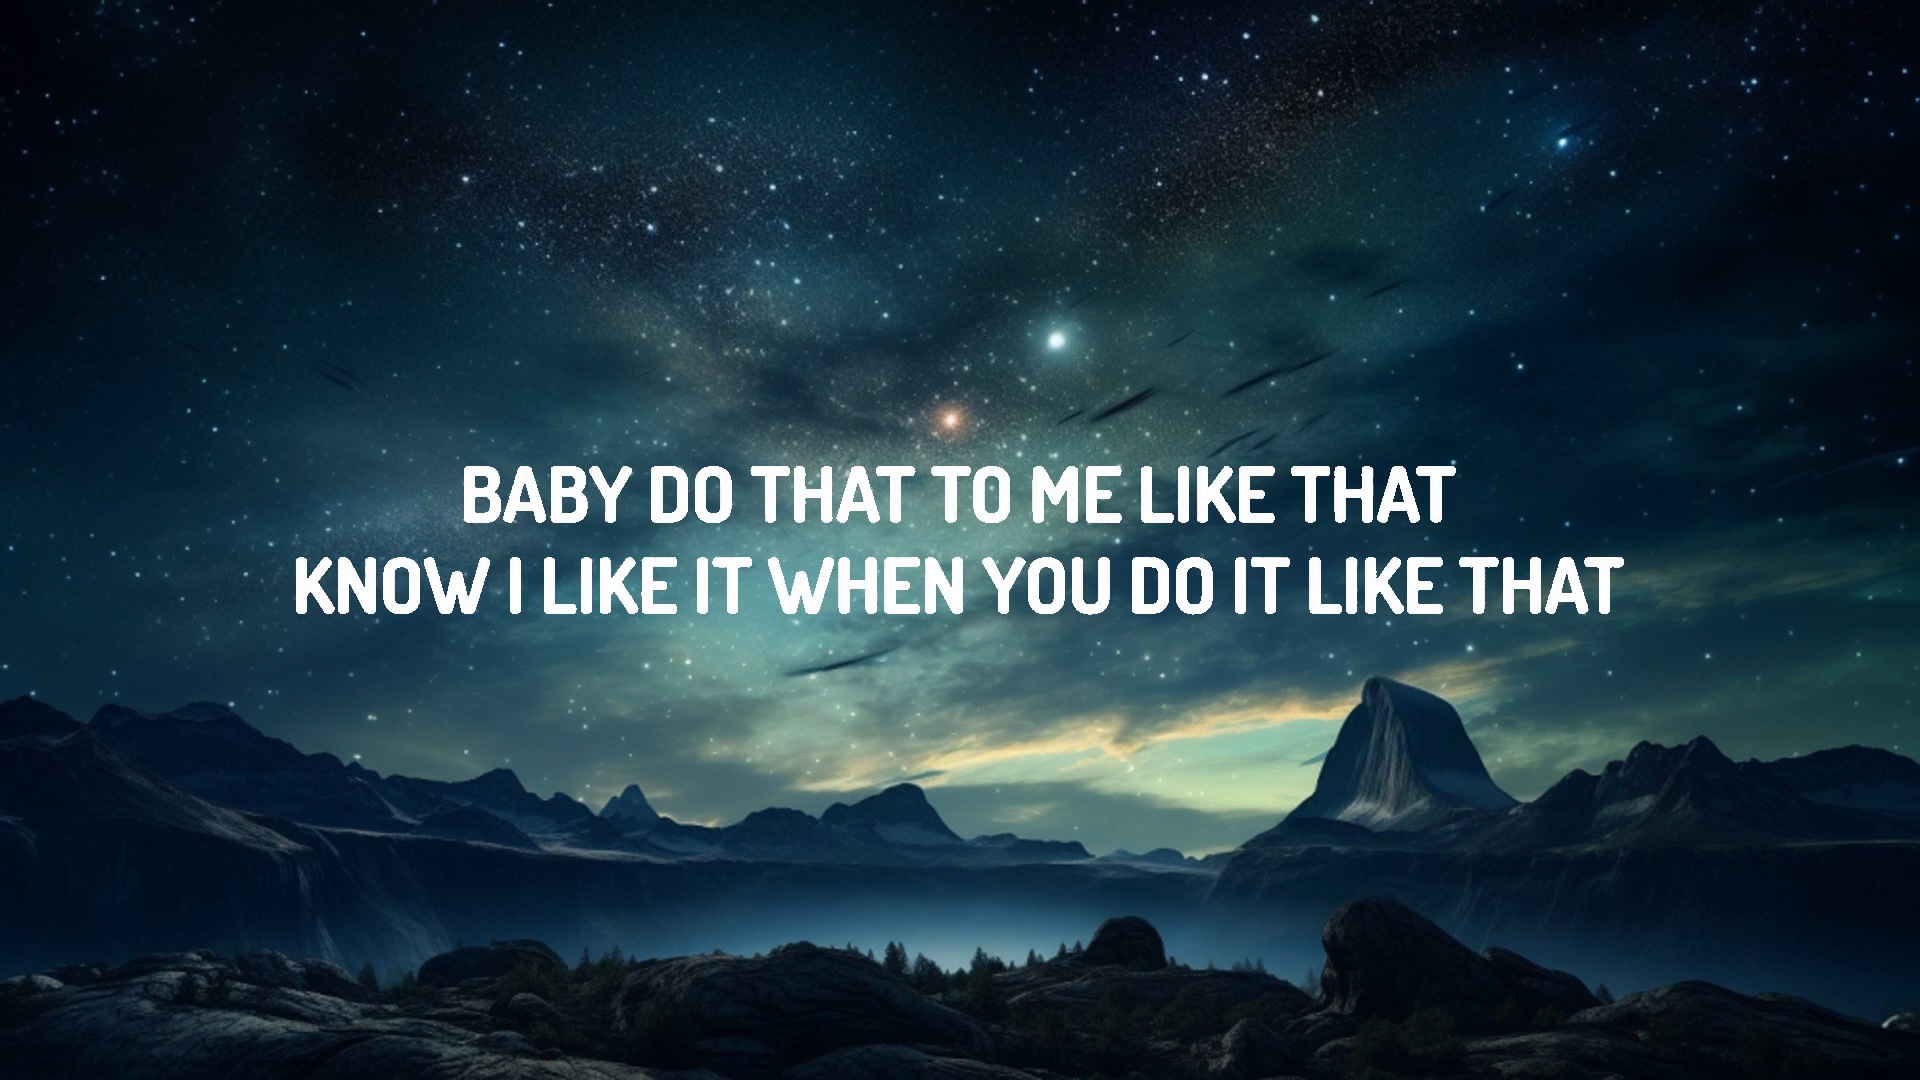 BABY DO THAT TO ME LIKE THAT
KNOW I LIKE IT WHEN YOU DO IT LIKE THAT